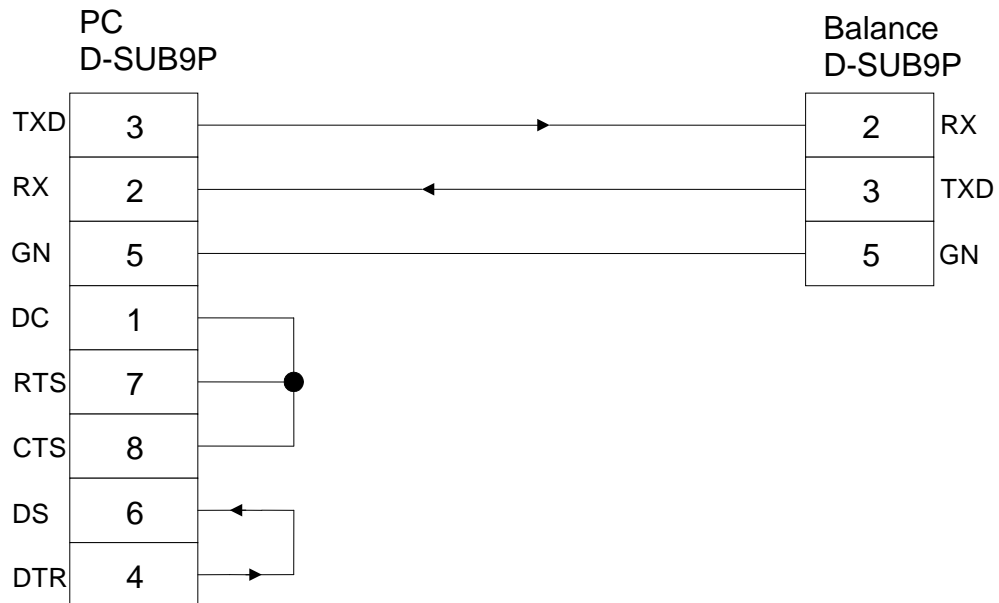 PC
D-SUB9P
Balance
D-SUB9P
TXD 3 2 RX
RX 2 3 TXD
GN 5 5 GN
DC 1
RTS 7
CTS 8
DS 6
DTR 4